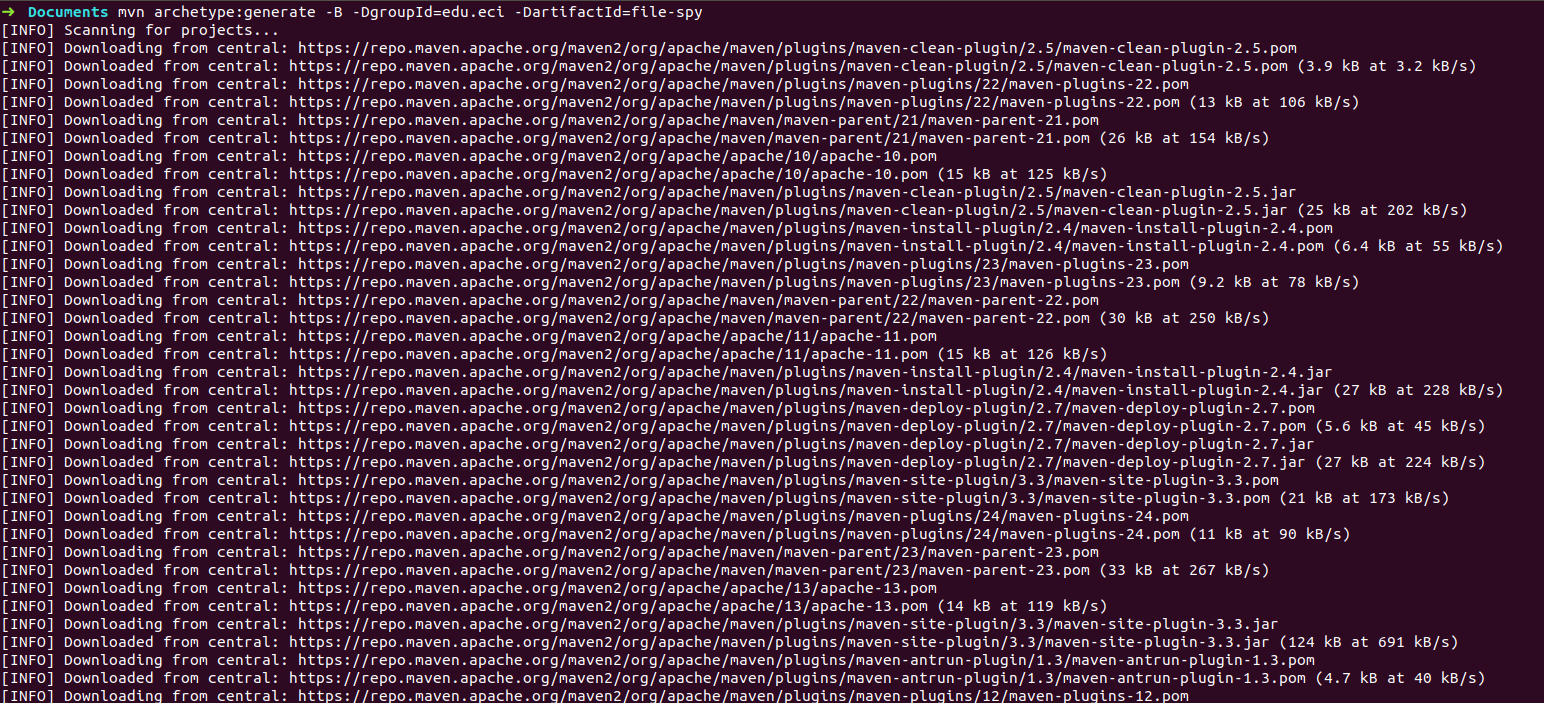 ➜ Documents mvn archetype:generate -B -DgroupId=edu.eci -DartifactId=file-spy
[INFO] Scanning for projects...
[INFO] Downloading from central: https://repo.maven.apache.org/maven2/org/apache/maven/plugins/maven-clean-plugin/2.5/maven-clean-plugin-2.5.pom
[INFO] Downloaded from central: https://repo.maven.apache.org/maven2/org/apache/maven/plugins/maven-clean-plugin/2.5/maven-clean-plugin-2.5.pom (3.9 kB at 3.2 kB/s)
[INFO] Downloading from central: https://repo.maven.apache.org/maven2/org/apache/maven/plugins/maven-plugins/22/maven-plugins-22.pom
[INFO] Downloaded from central: https://repo.maven.apache.org/maven2/org/apache/maven/plugins/maven-plugins/22/maven-plugins-22.pom (13 kB at 106 kB/s)
[INFO] Downloading from central: https://repo.maven.apache.org/maven2/org/apache/maven/maven-parent/21/maven-parent-21.pom
[INFO] Downloaded from central: https://repo.maven.apache.org/maven2/org/apache/maven/maven-parent/21/maven-parent-21.pom (26 kB at 154 kB/s)
[INFO] Downloading from central: https://repo.maven.apache.org/maven2/org/apache/apache/10/apache-10.pom
[INFO] Downloaded from central: https://repo.maven.apache.org/maven2/org/apache/apache/10/apache-10.pom (15 kB at 125 kB/s)
[INFO] Downloading from central: https://repo.maven.apache.org/maven2/org/apache/maven/plugins/maven-clean-plugin/2.5/maven-clean-plugin-2.5.jar
[INFO] Downloaded from central: https://repo.maven.apache.org/maven2/org/apache/maven/plugins/maven-clean-plugin/2.5/maven-clean-plugin-2.5.jar (25 kB at 202 kB/s)
[INFO] Downloading from central: https://repo.maven.apache.org/maven2/org/apache/maven/plugins/maven-install-plugin/2.4/maven-install-plugin-2.4.pom
[INFO] Downloaded from central: https://repo.maven.apache.org/maven2/org/apache/maven/plugins/maven-install-plugin/2.4/maven-install-plugin-2.4.pom (6.4 kB at 55 kB/s)
[INFO] Downloading from central: https://repo.maven.apache.org/maven2/org/apache/maven/plugins/maven-plugins/23/maven-plugins-23.pom
[INFO] Downloaded from central: https://repo.maven.apache.org/maven2/org/apache/maven/plugins/maven-plugins/23/maven-plugins-23.pom (9.2 kB at 78 kB/s)
[INFO] Downloading from central: https://repo.maven.apache.org/maven2/org/apache/maven/maven-parent/22/maven-parent-22.pom
[INFO] Downloaded from central: https://repo.maven.apache.org/maven2/org/apache/maven/maven-parent/22/maven-parent-22.pom (30 kB at 250 kB/s)
[INFO] Downloading from central: https://repo.maven.apache.org/maven2/org/apache/apache/11/apache-11.pom
[INFO] Downloaded from central: https://repo.maven.apache.org/maven2/org/apache/apache/11/apache-11.pom (15 kB at 126 kB/s)
[INFO] Downloading from central: https://repo.maven.apache.org/maven2/org/apache/maven/plugins/maven-install-plugin/2.4/maven-install-plugin-2.4.jar
[INFO] Downloaded from central: https://repo.maven.apache.org/maven2/org/apache/maven/plugins/maven-install-plugin/2.4/maven-install-plugin-2.4.jar (27 kB at 228 kB/s)
[INFO] Downloading from central: https://repo.maven.apache.org/maven2/org/apache/maven/plugins/maven-deploy-plugin/2.7/maven-deploy-plugin-2.7.pom
[INFO] Downloaded from central: https://repo.maven.apache.org/maven2/org/apache/maven/plugins/maven-deploy-plugin/2.7/maven-deploy-plugin-2.7.pom (5.6 kB at 45 kB/s)
[INFO] Downloading from central: https://repo.maven.apache.org/maven2/org/apache/maven/plugins/maven-deploy-plugin/2.7/maven-deploy-plugin-2.7.jar
[INFO] Downloaded from central: https://repo.maven.apache.org/maven2/org/apache/maven/plugins/maven-deploy-plugin/2.7/maven-deploy-plugin-2.7.jar (27 kB at 224 kB/s)
[INFO] Downloading from central: https://repo.maven.apache.org/maven2/org/apache/maven/plugins/maven-site-plugin/3.3/maven-site-plugin-3.3.pom
[INFO] Downloaded from central: https://repo.maven.apache.org/maven2/org/apache/maven/plugins/maven-site-plugin/3.3/maven-site-plugin-3.3.pom (21 kB at 173 kB/s)
[INFO] Downloading from central: https://repo.maven.apache.org/maven2/org/apache/maven/plugins/maven-plugins/24/maven-plugins-24.pom
[INFO] Downloaded from central: https://repo.maven.apache.org/maven2/org/apache/maven/plugins/maven-plugins/24/maven-plugins-24.pom (11 kB at 90 kB/s)
[INFO] Downloading from central: https://repo.maven.apache.org/maven2/org/apache/maven/maven-parent/23/maven-parent-23.pom
[INFO] Downloaded from central: https://repo.maven.apache.org/maven2/org/apache/maven/maven-parent/23/maven-parent-23.pom (33 kB at 267 kB/s)
[INFO] Downloading from central: https://repo.maven.apache.org/maven2/org/apache/apache/13/apache-13.pom
[INFO] Downloaded from central: https://repo.maven.apache.org/maven2/org/apache/apache/13/apache-13.pom (14 kB at 119 kB/s)
[INFO] Downloading from central: https://repo.maven.apache.org/maven2/org/apache/maven/plugins/maven-site-plugin/3.3/maven-site-plugin-3.3.jar
[INFO] Downloaded from central: https://repo.maven.apache.org/maven2/org/apache/maven/plugins/maven-site-plugin/3.3/maven-site-plugin-3.3.jar (124 kB at 691 kB/s)
[INFO] Downloading from central: https://repo.maven.apache.org/maven2/org/apache/maven/plugins/maven-antrun-plugin/1.3/maven-antrun-plugin-1.3.pom
[INFO] Downloaded from central: https://repo.maven.apache.org/maven2/org/apache/maven/plugins/maven-antrun-plugin/1.3/maven-antrun-plugin-1.3.pom (4.7 kB at 40 kB/s)
[INFO] Downloading from central: https://repo.maven.apache.org/maven2/org/apache/maven/plugins/maven-plugins/12/maven-plugins-12.pom